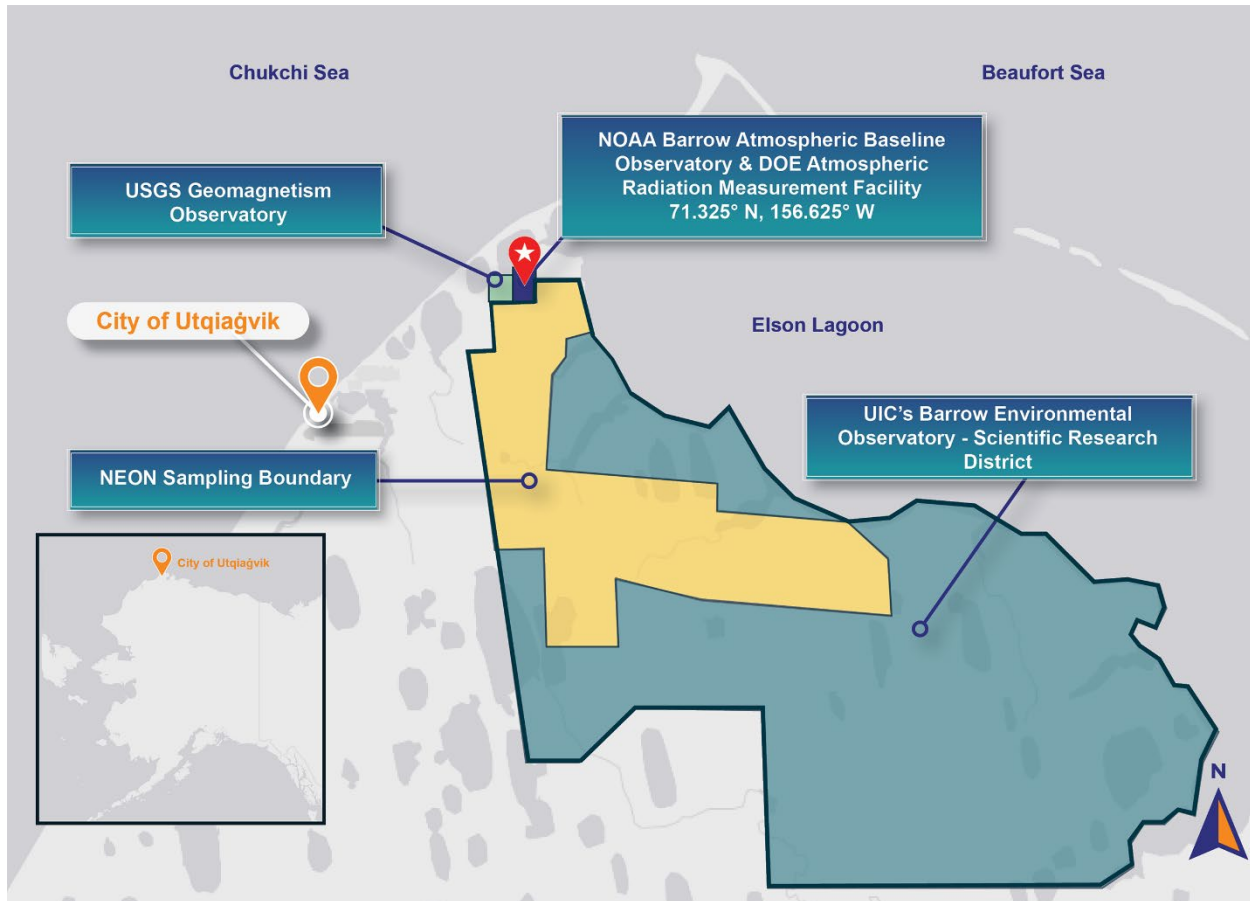 Chukchi Sea
Beaufort Sea
NOAA Barrow Atmospheric Baseline
Observatory & DOE Atmospheric
Radiation Measurement Facility
71.325° N, 156.625° W
USGS Geomagnetism
Observatory
City of Utqiaġvik
Elson Lagoon
UIC's Barrow Environmental
Observatory - Scientific Research
District
NEON Sampling Boundary
City of Utqiaġvik
N